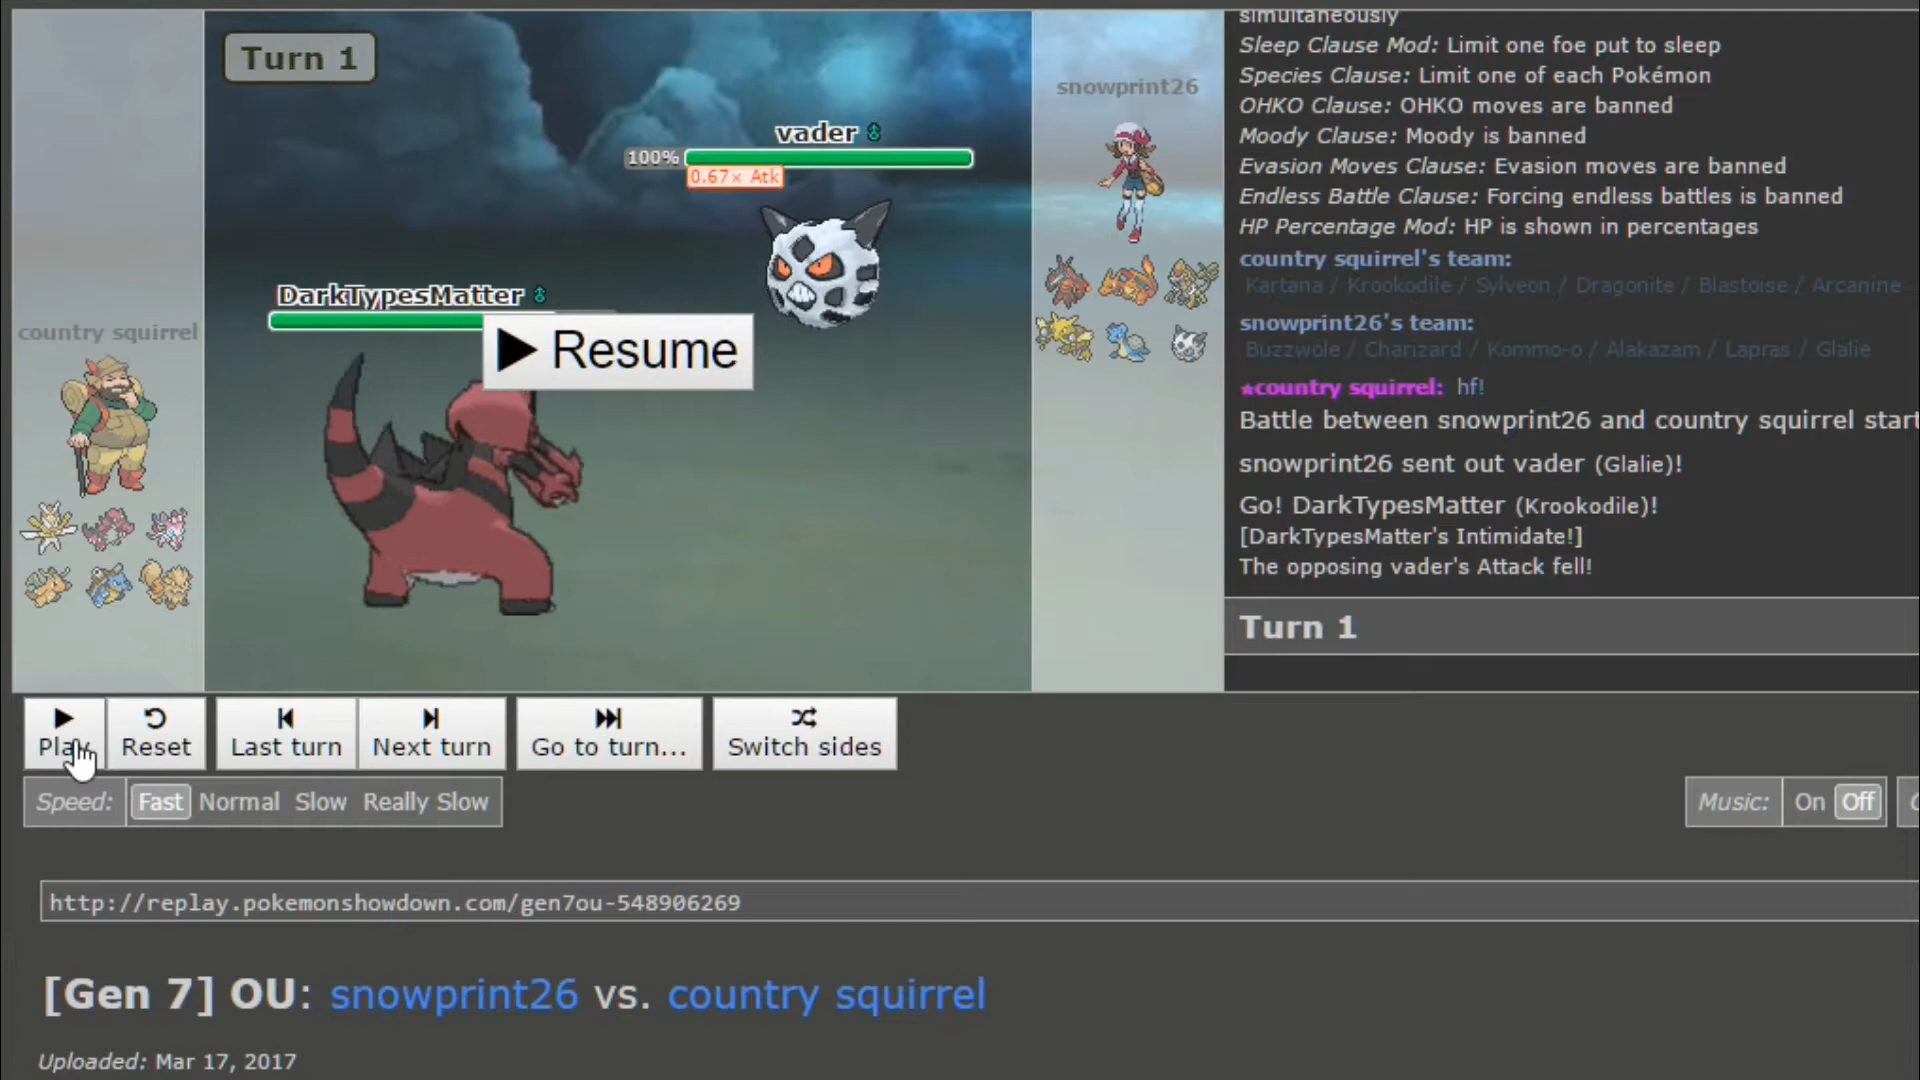 Turn 1
vader
100%
0.67× Atk
DarkTypesMatter
Resume
country squirrel
snowprint26
simultaneously
Sleep Clause Mod: Limit one foe put to sleep
Species Clause: Limit one of each Pokémon
OHKO Clause: OHKO moves are banned
Moody Clause: Moody is banned
Evasion Moves Clause: Evasion moves are banned
Endless Battle Clause: Forcing endless battles is banned
HP Percentage Mod: HP is shown in percentages
country squirrel's team:
Kartana / Krookodile / Sylveon / Dragonite / Blastoise / Arcanine
snowprint26's team:
Buzzwole / Charizard / Kommo-o / Alakazam / Lapras / Glalie
★country squirrel: hf!
Battle between snowprint26 and country squirrel start
snowprint26 sent out vader (Glalie)!
Go! DarkTypesMatter (Krookodile)!
[DarkTypesMatter's Intimidate!]
The opposing vader's Attack fell!
Turn 1
Play Reset Last turn Next turn Go to turn... Switch sides
Speed: Fast Normal Slow Really Slow
Music: On Off
http://replay.pokemonshowdown.com/gen7ou-548906269
[Gen 7] OU: snowprint26 vs. country squirrel
Uploaded: Mar 17, 2017